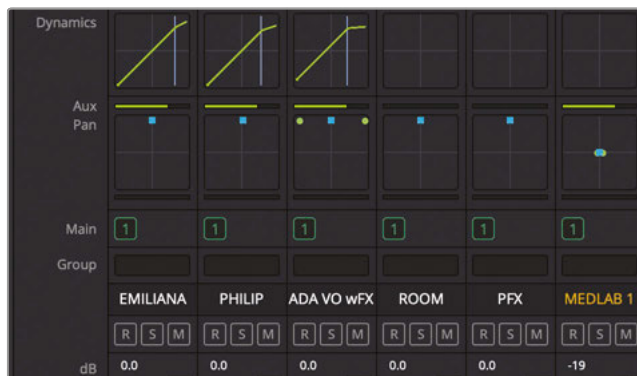 Dynamics
Aux
Pan
Main 1 1 1 1 1 1
Group
EMILIANA PHILIP ADA VO wFX ROOM PFX MEDLAB 1
R S M R S M R S M R S M R S M R S M
dB 0.0 0.0 0.0 0.0 0.0 -19